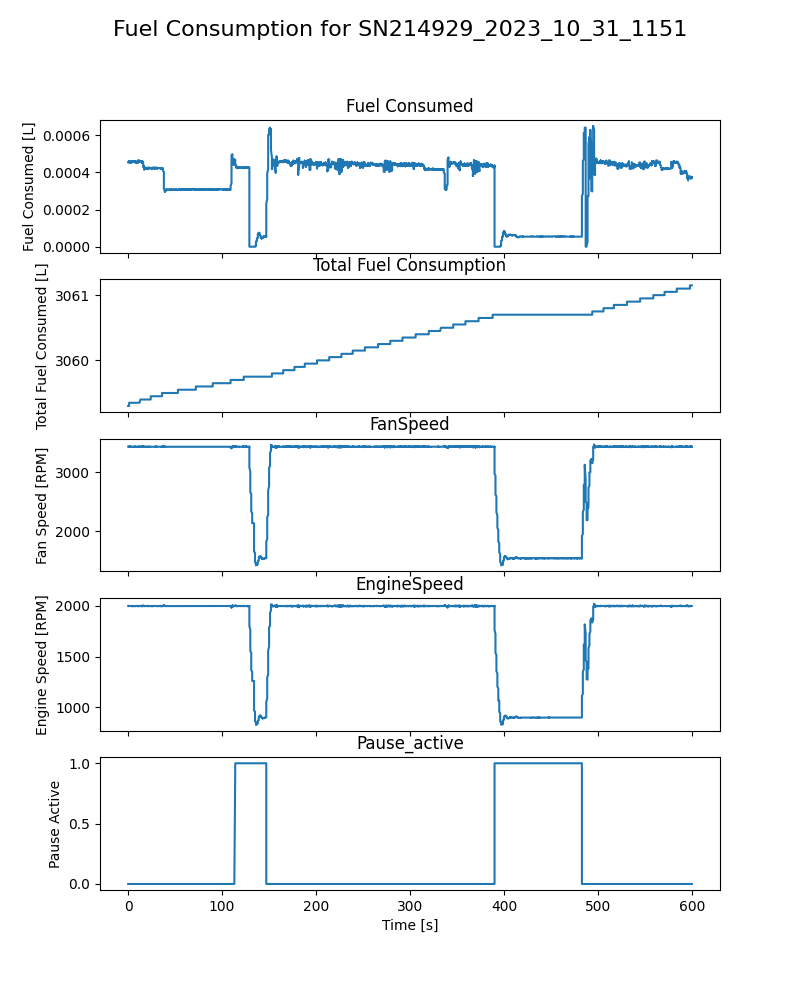 Fuel Consumption for SN214929_2023_10_31_1151
Fuel Consumed
Fuel Consumed [L]
0.0006
0.0004
0.0002
0.0000
Total Fuel Consumption
Total Fuel Consumed [L]
3061
3060
FanSpeed
Fan Speed [RPM]
3000
2000
EngineSpeed
Engine Speed [RPM]
2000
1500
1000
Pause_active
Pause Active
1.0
0.5
0.0
0 100 200 300 400 500 600
Time [s]